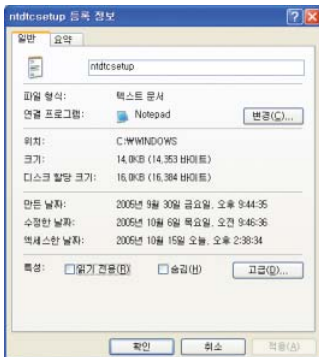 ntdtcsetup 등록 정보
일반 요약
ntdtcsetup
파일 형식: 텍스트 문서
연결 프로그램: Notepad 변경(C)...
위치: C:\WINDOWS
크기: 14,0KB (14,353 바이트)
디스크 할당 크기: 16,0KB (16,384 바이트)
만든 날짜: 2005년 9월 30일 금요일, 오후 9:44:35
수정한 날짜: 2005년 10월 6일 목요일, 오전 9:46:36
액세스한 날짜: 2005년 10월 15일 오늘, 오후 2:38:34
특성: 읽기 전용(R) 숨김(H) 고급(D)...
확인 취소 적용(A)